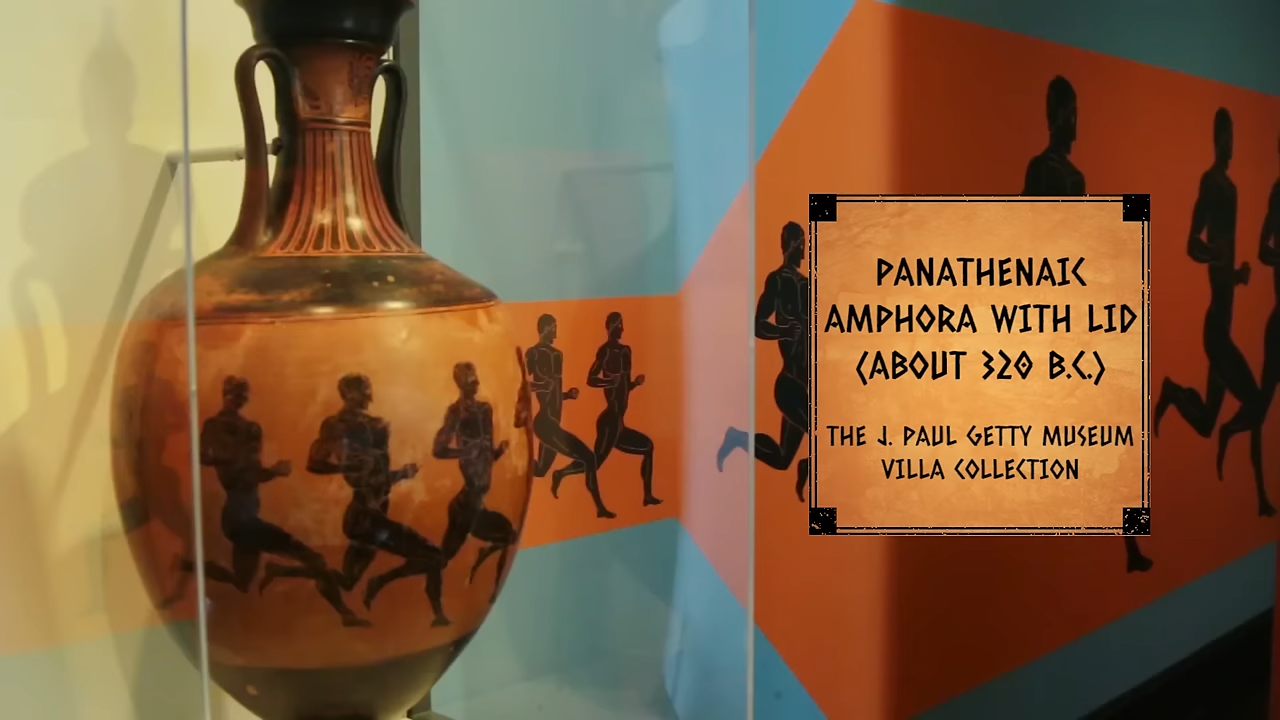 PANATHENAIC
AMPHORA WITH LID
(ABOUT 320 B.C.)
THE J. PAUL GETTY MUSEUM
VILLA COLLECTION